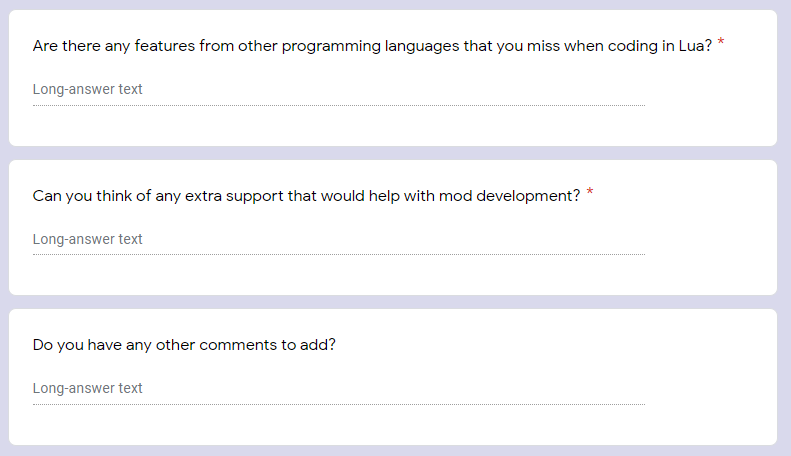 Are there any features from other programming languages that you miss when coding in Lua? *
Long-answer text
Can you think of any extra support that would help with mod development? *
Long-answer text
Do you have any other comments to add?
Long-answer text